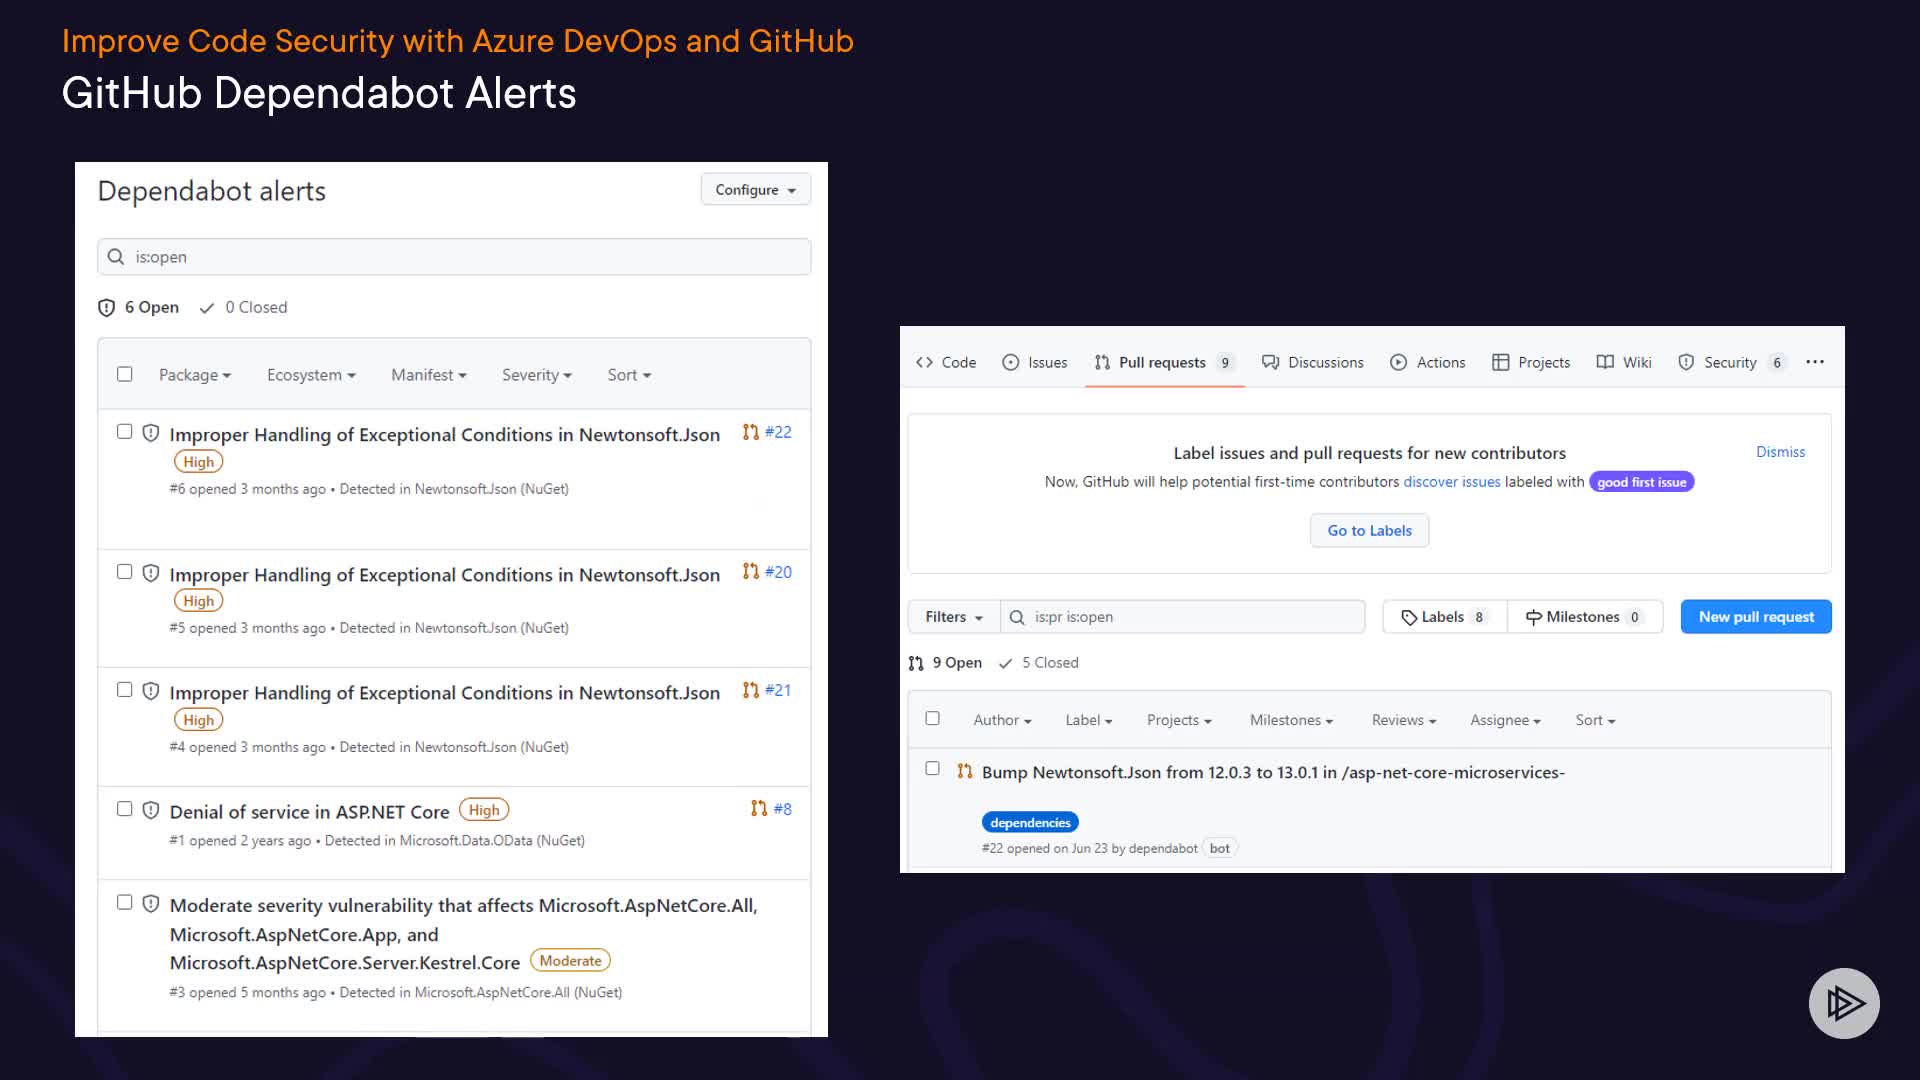 Improve Code Security with Azure DevOps and GitHub
GitHub Dependabot Alerts
Dependabot alerts
Configure
is:open
6 Open
0 Closed
Package
Ecosystem
Manifest
Severity
Sort
Improper Handling of Exceptional Conditions in Newtonsoft.Json
#22
High
#6 opened 3 months ago • Detected in Newtonsoft.Json (NuGet)
Improper Handling of Exceptional Conditions in Newtonsoft.Json
#20
High
#5 opened 3 months ago • Detected in Newtonsoft.Json (NuGet)
Improper Handling of Exceptional Conditions in Newtonsoft.Json
#21
High
#4 opened 3 months ago • Detected in Newtonsoft.Json (NuGet)
Denial of service in ASP.NET Core High
#8
#1 opened 2 years ago • Detected in Microsoft.Data.OData (NuGet)
Moderate severity vulnerability that affects Microsoft.AspNetCore.All,
Microsoft.AspNetCore.App, and
Microsoft.AspNetCore.Server.Kestrel.Core Moderate
#3 opened 5 months ago • Detected in Microsoft.AspNetCore.All (NuGet)
Code
Issues
Pull requests 9
Discussions
Actions
Projects
Wiki
Security 6
Label issues and pull requests for new contributors
Dismiss
Now, GitHub will help potential first-time contributors discover issues labeled with good first issue
Go to Labels
Filters
is:pr is:open
Labels 8
Milestones 0
New pull request
9 Open
5 Closed
Author
Label
Projects
Milestones
Reviews
Assignee
Sort
Bump Newtonsoft.Json from 12.0.3 to 13.0.1 in /asp-net-core-microservices-
dependencies
#22 opened on Jun 23 by dependabot bot